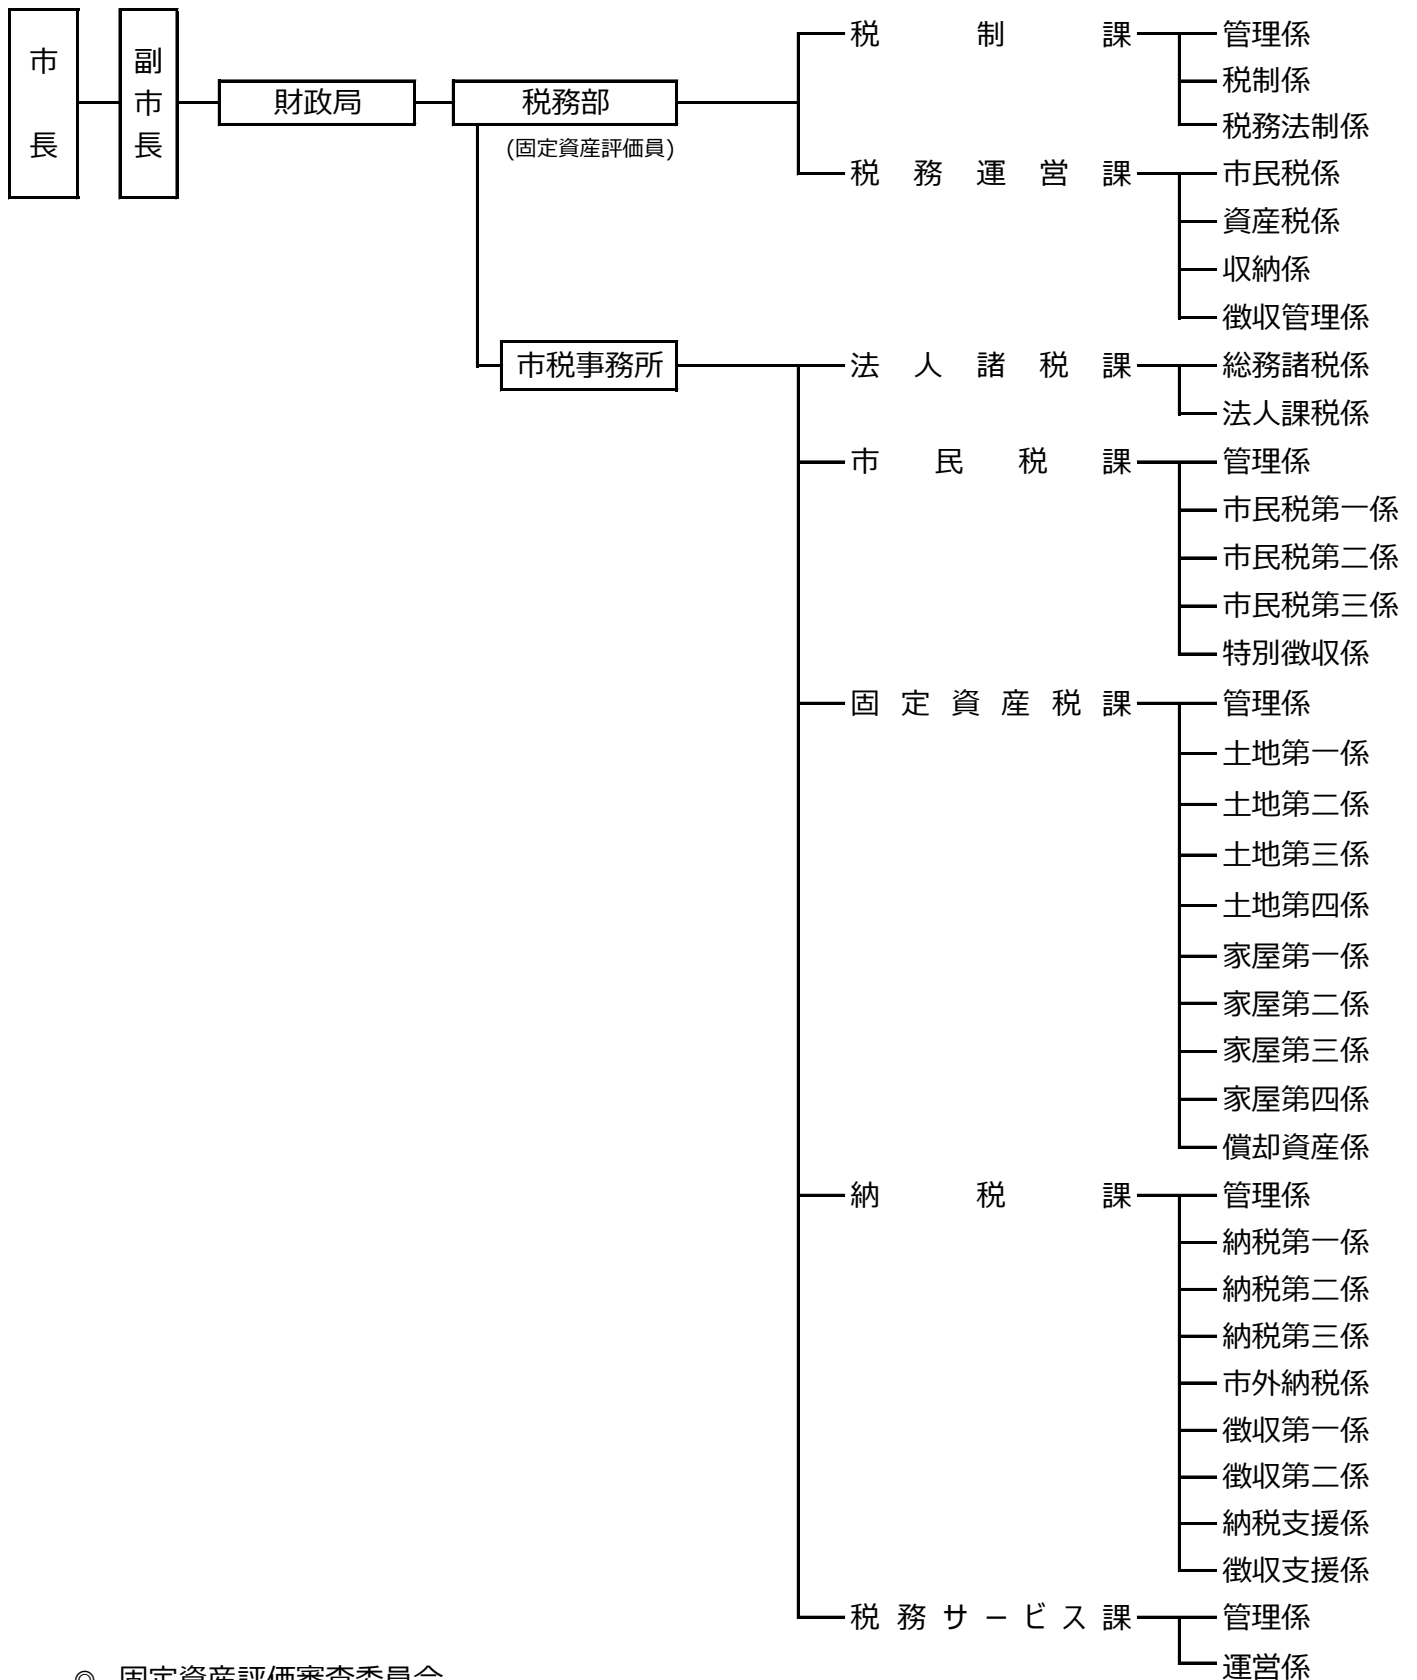 市長
副市長
財政局
税務部
(固定資産評価員)
税制課
管理係
税制係
税務法制係
税務運営課
市民税係
資産税係
収納係
徴収管理係
市税事務所
法人諸税課
総務諸税係
法人課税係
市民税課
管理係
市民税第一係
市民税第二係
市民税第三係
特別徴収係
固定資産税課
管理係
土地第一係
土地第二係
土地第三係
土地第四係
家屋第一係
家屋第二係
家屋第三係
家屋第四係
償却資産係
納税課
管理係
納税第一係
納税第二係
納税第三係
市外納税係
徴収第一係
徴収第二係
納税支援係
徴収支援係
税務サービス課
管理係
運営係
◎ 固定資産評価審査委員会